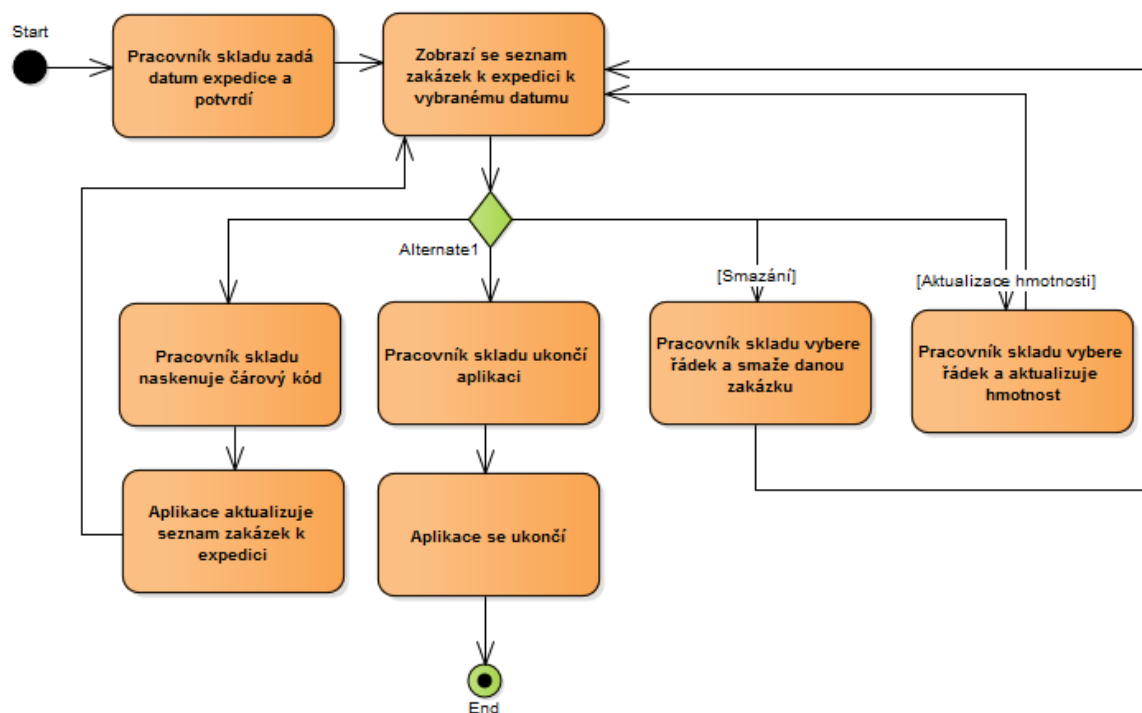 Start
Pracovník skladu zadá
datum expedice a
potvrdí
Zobrazí se seznam
zakázek k expedici k
vybranému datumu
Alternate1
[Smazání]
[Aktualizace hmotnosti]
Pracovník skladu
naskenuje čárový kód
Pracovník skladu ukončí
aplikaci
Pracovník skladu vybere
řádek a smaže danou
zakázku
Pracovník skladu vybere
řádek a aktualizuje
hmotnost
Aplikace aktualizuje
seznam zakázek k
expedici
Aplikace se ukončí
End